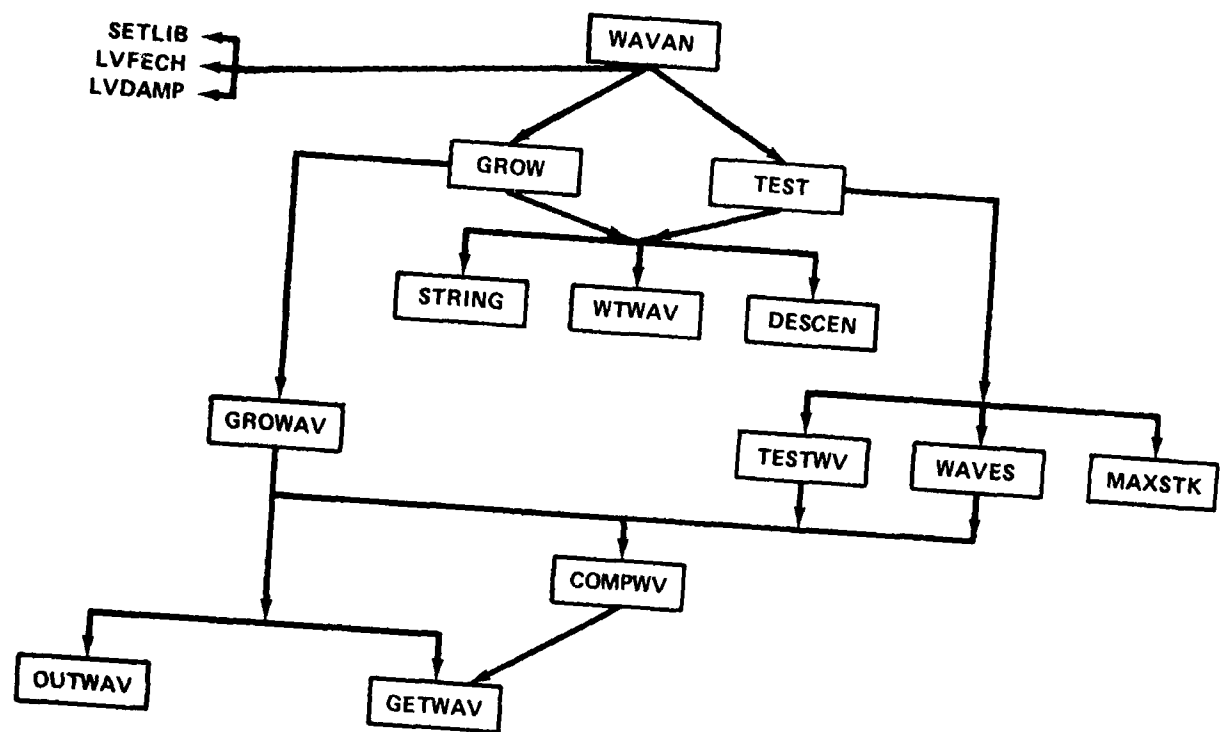 SETLIB
LVFECH
LVDAMP
WAVAN
GROW
TEST
STRING
WTWAV
DESCEN
GROWAV
TESTWV
WAVES
MAXSTK
COMPWV
OUTWAV
GETWAV